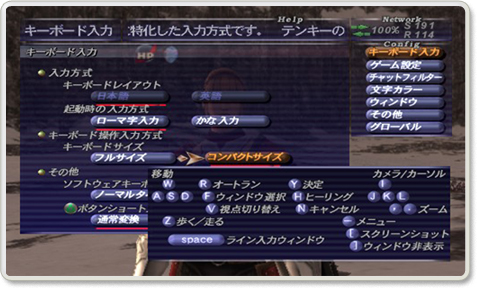 Help
Network
キーボード入力 特化した入力方式です。 テンキーの
100% S 191
R 114
Config
キーボード入力
HP
キーボード入力
ゲーム設定
チャットフィルター
文字カラー
ウィンドウ
その他
グローバル
入力方式
キーボードレイアウト
日本語 英語
起動時の入力方式
ローマ字入力 かな入力
キーボード操作入力方式
キーボードサイズ
フルサイズ コンパクトサイズ
その他
ソフトウェアキーボ
ノーマルタ
ボタンショート
通常変換
移動 カメラ/カーソル
W R オートラン Y 決定 I
A S D F ウィンドウ選択 H ヒーリング J K L
V 視点切り替え N キャンセル ズーム
Z 歩く/走る メニュー
[ スクリーンショット
space ライン入力ウィンドウ ] ウィンドウ非表示